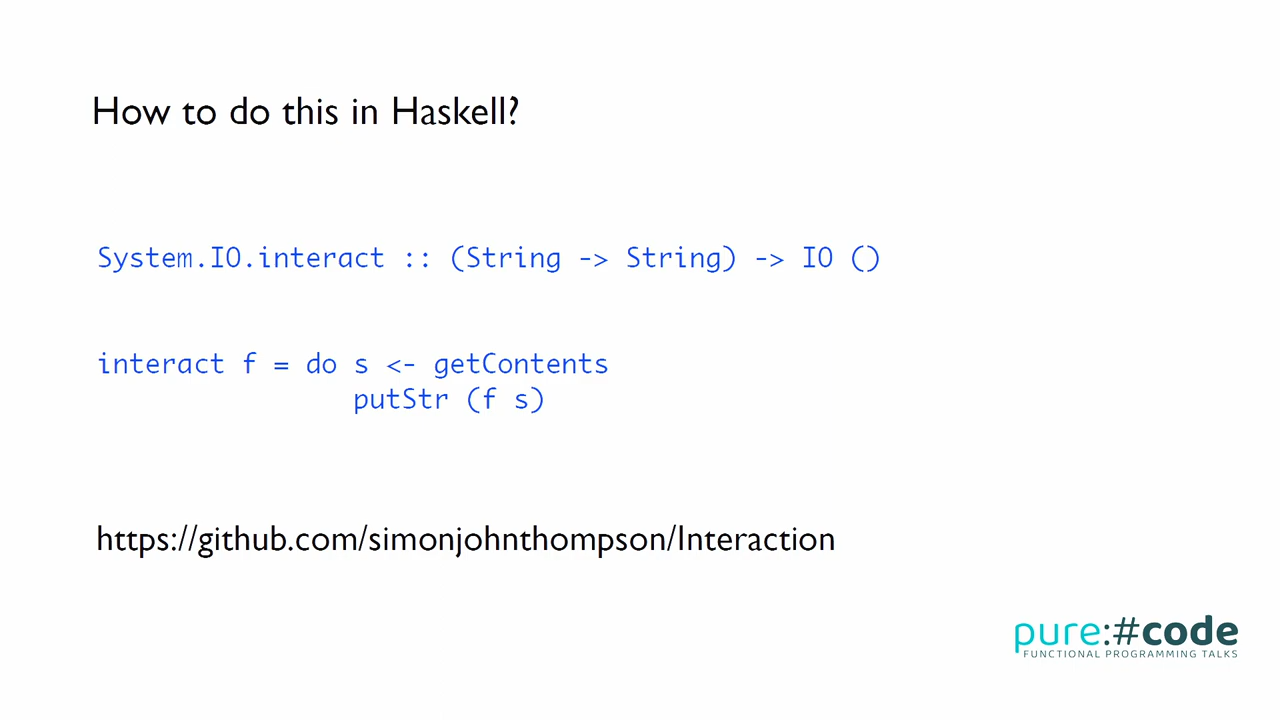 How to do this in Haskell?
System.IO.interact :: (String -> String) -> IO ()
interact f = do s <- getContents
putStr (f s)
https://github.com/simonjohnthompson/Interaction
pure:#code
FUNCTIONAL PROGRAMMING TALKS